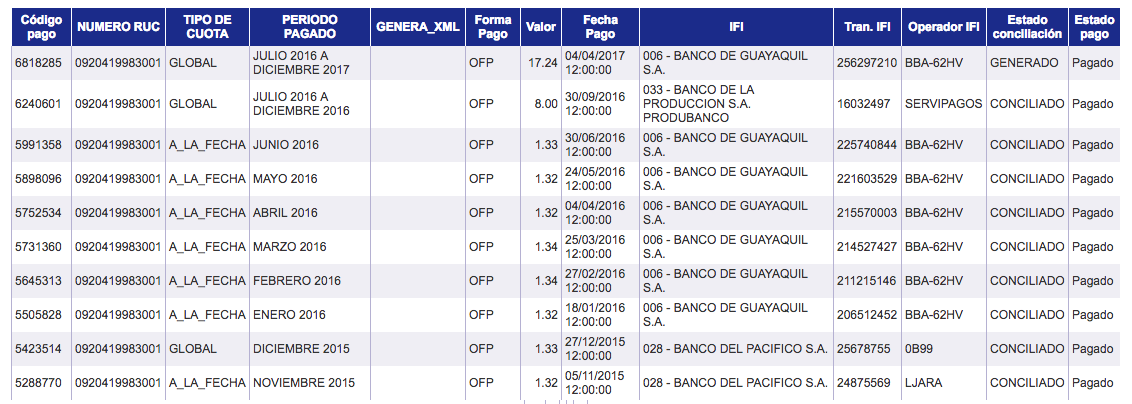 Código pago NUMERO RUC TIPO DE CUOTA PERIODO PAGADO GENERA_XML Forma Pago Valor Fecha Pago IFI Tran. IFI Operador IFI Estado conciliación Estado pago
6818285 0920419983001 GLOBAL JULIO 2016 A DICIEMBRE 2017 OFP 17.24 04/04/2017 12:00:00 006 - BANCO DE GUAYAQUIL S.A. 256297210 BBA-62HV GENERADO Pagado
6240601 0920419983001 GLOBAL JULIO 2016 A DICIEMBRE 2016 OFP 8.00 30/09/2016 12:00:00 033 - BANCO DE LA PRODUCCION S.A. PRODUBANCO 16032497 SERVIPAGOS CONCILIADO Pagado
5991358 0920419983001 A_LA_FECHA JUNIO 2016 OFP 1.33 30/06/2016 12:00:00 006 - BANCO DE GUAYAQUIL S.A. 225740844 BBA-62HV CONCILIADO Pagado
5898096 0920419983001 A_LA_FECHA MAYO 2016 OFP 1.32 24/05/2016 12:00:00 006 - BANCO DE GUAYAQUIL S.A. 221603529 BBA-62HV CONCILIADO Pagado
5752534 0920419983001 A_LA_FECHA ABRIL 2016 OFP 1.32 04/04/2016 12:00:00 006 - BANCO DE GUAYAQUIL S.A. 215570003 BBA-62HV CONCILIADO Pagado
5731360 0920419983001 A_LA_FECHA MARZO 2016 OFP 1.34 25/03/2016 12:00:00 006 - BANCO DE GUAYAQUIL S.A. 214527427 BBA-62HV CONCILIADO Pagado
5645313 0920419983001 A_LA_FECHA FEBRERO 2016 OFP 1.34 27/02/2016 12:00:00 006 - BANCO DE GUAYAQUIL S.A. 211215146 BBA-62HV CONCILIADO Pagado
5505828 0920419983001 A_LA_FECHA ENERO 2016 OFP 1.32 18/01/2016 12:00:00 006 - BANCO DE GUAYAQUIL S.A. 206512452 BBA-62HV CONCILIADO Pagado
5423514 0920419983001 GLOBAL DICIEMBRE 2015 OFP 1.33 27/12/2015 12:00:00 028 - BANCO DEL PACIFICO S.A. 25678755 0B99 CONCILIADO Pagado
5288770 0920419983001 A_LA_FECHA NOVIEMBRE 2015 OFP 1.32 05/11/2015 12:00:00 028 - BANCO DEL PACIFICO S.A. 24875569 LJARA CONCILIADO Pagado